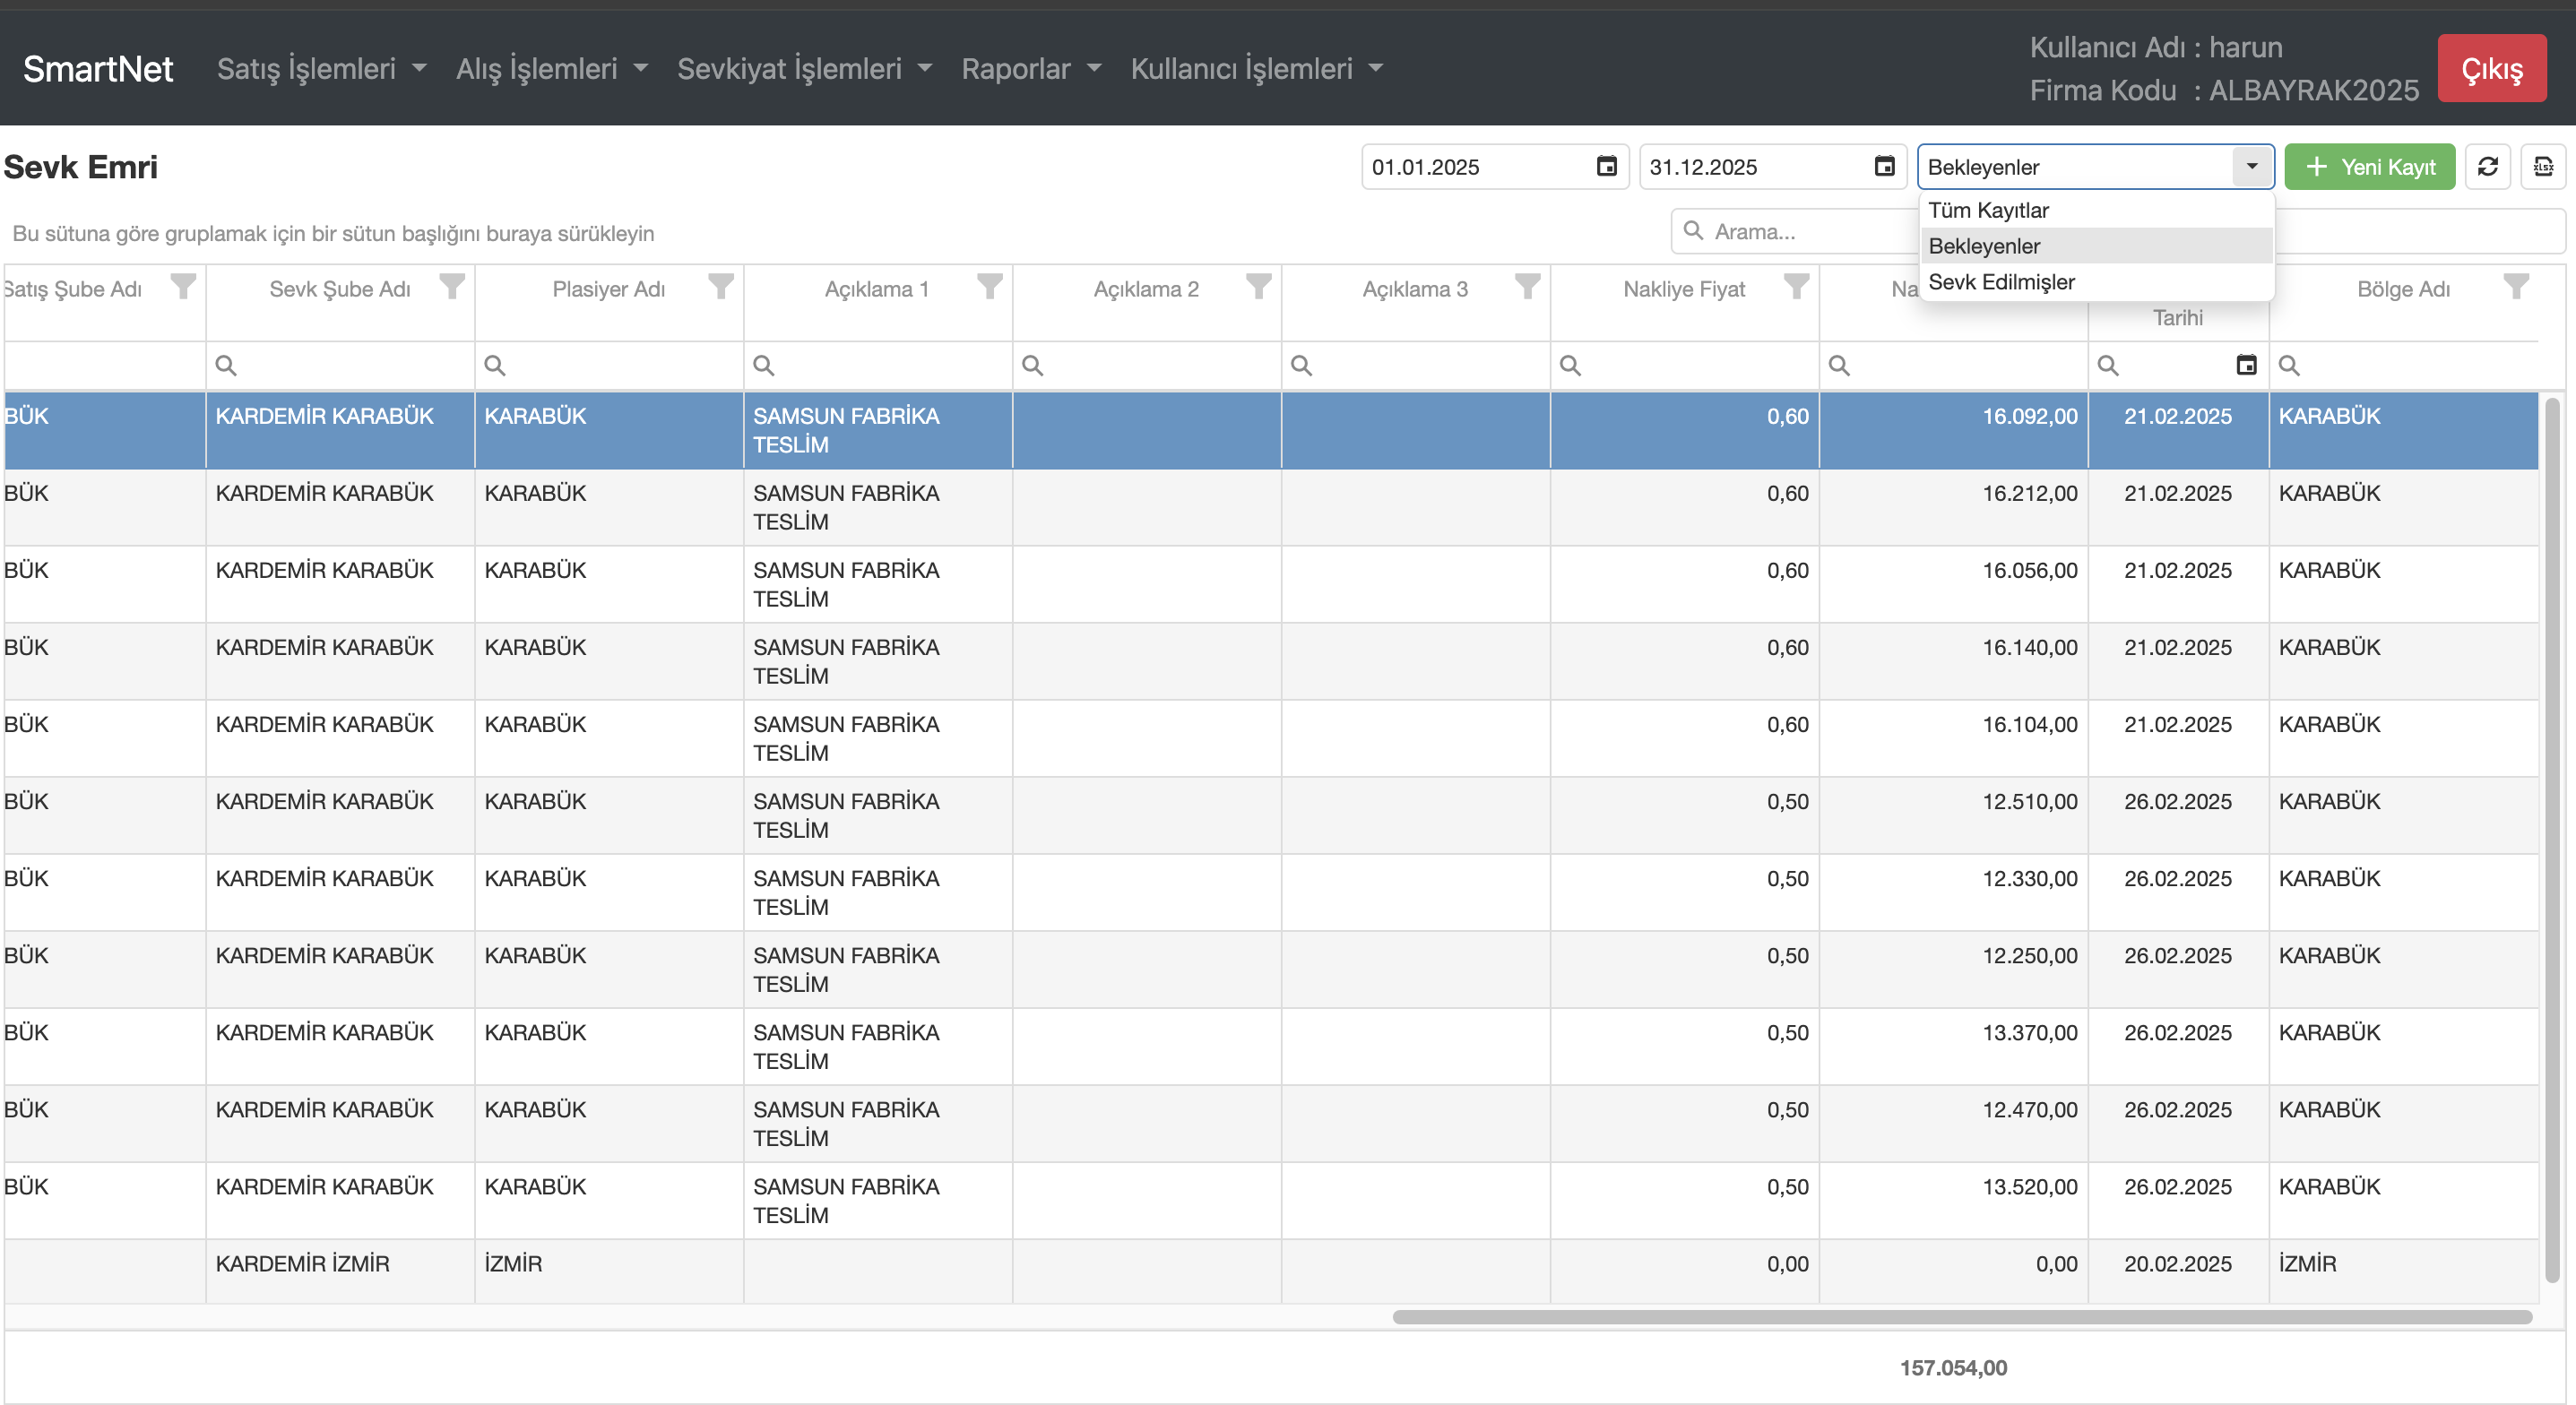 SmartNet Satış İşlemleri Alış İşlemleri Sevkiyat İşlemleri Raporlar Kullanıcı İşlemleri
Kullanıcı Adı : harun
Firma Kodu : ALBAYRAK2025
Çıkış
Sevk Emri
01.01.2025 31.12.2025 Bekleyenler Yeni Kayıt
XLSX
Tüm Kayıtlar
Bekleyenler
Sevk Edilmişler
Bu sütuna göre gruplamak için bir sütun başlığını buraya sürükleyin
Arama...
Satış Şube Adı Sevk Şube Adı Plasiyer Adı Açıklama 1 Açıklama 2 Açıklama 3 Nakliye Fiyat Na Bölge Adı
Tarihi
BÜK KARDEMİR KARABÜK KARABÜK SAMSUN FABRİKA 0,60 16.092,00 21.02.2025 KARABÜK
TESLİM
BÜK KARDEMİR KARABÜK KARABÜK SAMSUN FABRİKA 0,60 16.212,00 21.02.2025 KARABÜK
TESLİM
BÜK KARDEMİR KARABÜK KARABÜK SAMSUN FABRİKA 0,60 16.056,00 21.02.2025 KARABÜK
TESLİM
BÜK KARDEMİR KARABÜK KARABÜK SAMSUN FABRİKA 0,60 16.140,00 21.02.2025 KARABÜK
TESLİM
BÜK KARDEMİR KARABÜK KARABÜK SAMSUN FABRİKA 0,60 16.104,00 21.02.2025 KARABÜK
TESLİM
BÜK KARDEMİR KARABÜK KARABÜK SAMSUN FABRİKA 0,50 12.510,00 26.02.2025 KARABÜK
TESLİM
BÜK KARDEMİR KARABÜK KARABÜK SAMSUN FABRİKA 0,50 12.330,00 26.02.2025 KARABÜK
TESLİM
BÜK KARDEMİR KARABÜK KARABÜK SAMSUN FABRİKA 0,50 12.250,00 26.02.2025 KARABÜK
TESLİM
BÜK KARDEMİR KARABÜK KARABÜK SAMSUN FABRİKA 0,50 13.370,00 26.02.2025 KARABÜK
TESLİM
BÜK KARDEMİR KARABÜK KARABÜK SAMSUN FABRİKA 0,50 12.470,00 26.02.2025 KARABÜK
TESLİM
BÜK KARDEMİR KARABÜK KARABÜK SAMSUN FABRİKA 0,50 13.520,00 26.02.2025 KARABÜK
TESLİM
KARDEMİR İZMİR İZMİR 0,00 0,00 20.02.2025 İZMİR
157.054,00